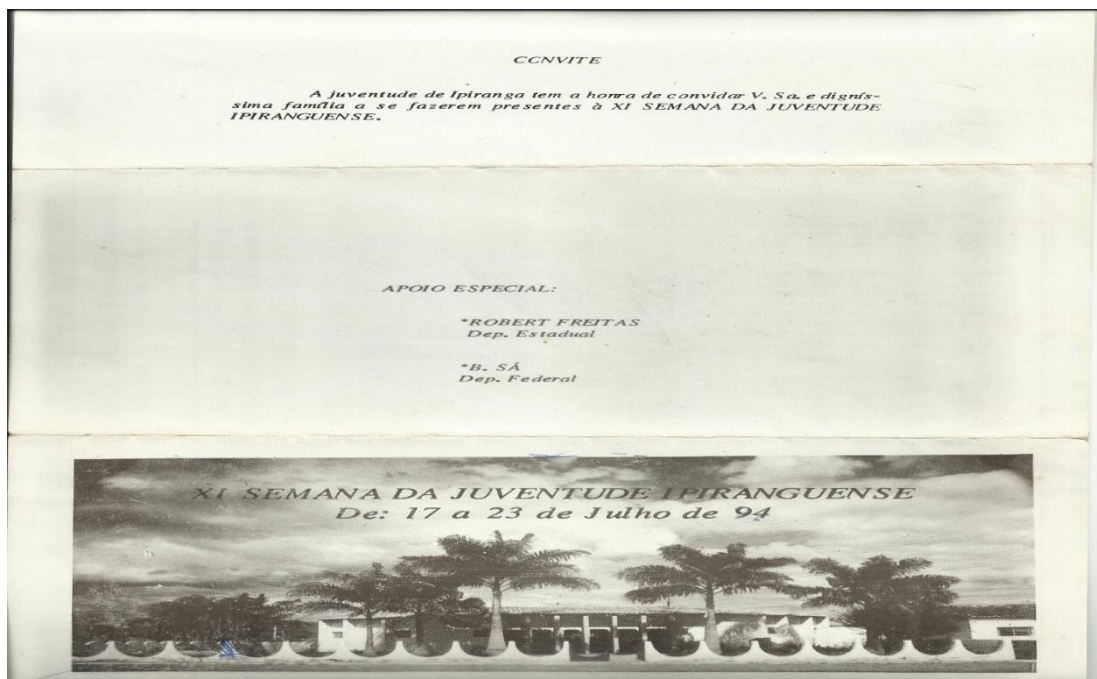 CCNVITE
A juventude de Ipiranga tem a honra de convidar V. Sa. e dignís-
sima família a se fazerem presentes à XI SEMANA DA JUVENTUDE
IPIRANGUENSE.
APOIO ESPECIAL:
*ROBERT FREITAS
Dep. Estadual
*B. SÁ
Dep. Federal
XI SEMANA DA JUVENTUDE IPIRANGUENSE
De: 17 a 23 de Julho de 94